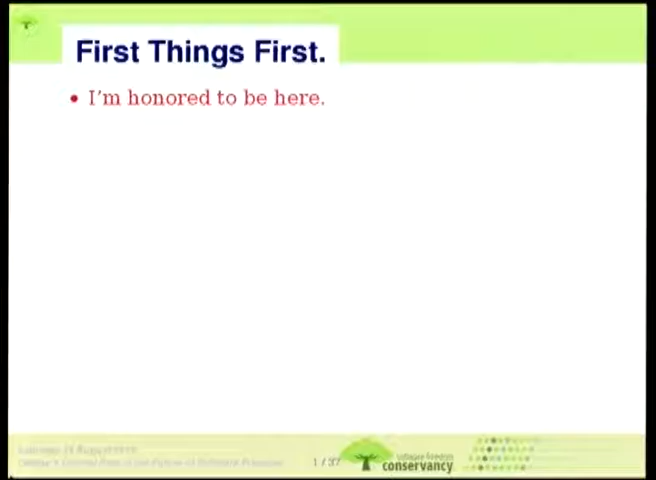 First Things First.
• I'm honored to be here.
1 / 37
software freedom
conservancy